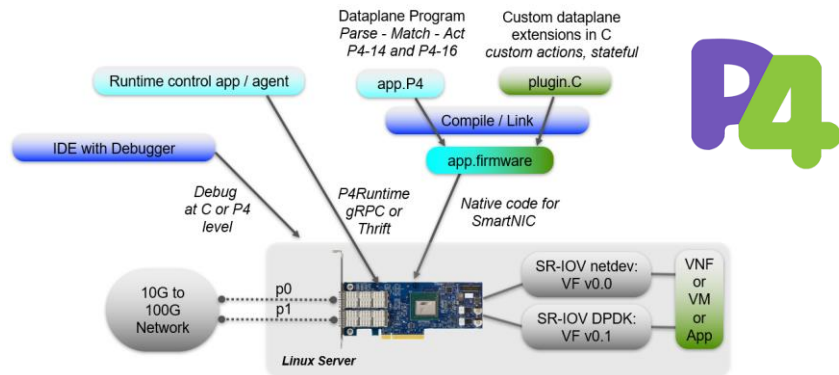 Dataplane Program
Parse - Match - Act
P4-14 and P4-16
Custom dataplane
extensions in C
custom actions, stateful
P4
Runtime control app / agent
app.P4
plugin.C
Compile / Link
IDE with Debugger
app.firmware
Debug
at C or P4
level
P4Runtime
gRPC or
Thrift
Native code for
SmartNIC
10G to
100G
Network
p0
p1
SR-IOV netdev:
VF v0.0
SR-IOV DPDK:
VF v0.1
VNF
or
VM
or
App
Linux Server